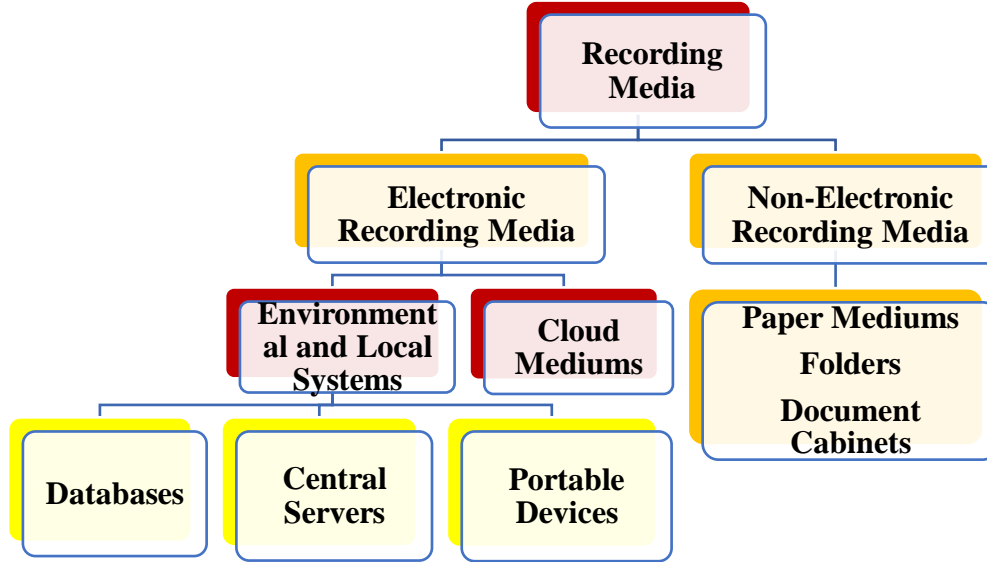 Recording
Media
Electronic
Recording Media
Non-Electronic
Recording Media
Environment
al and Local
Systems
Cloud
Mediums
Paper Mediums
Folders
Document
Cabinets
Databases
Central
Servers
Portable
Devices